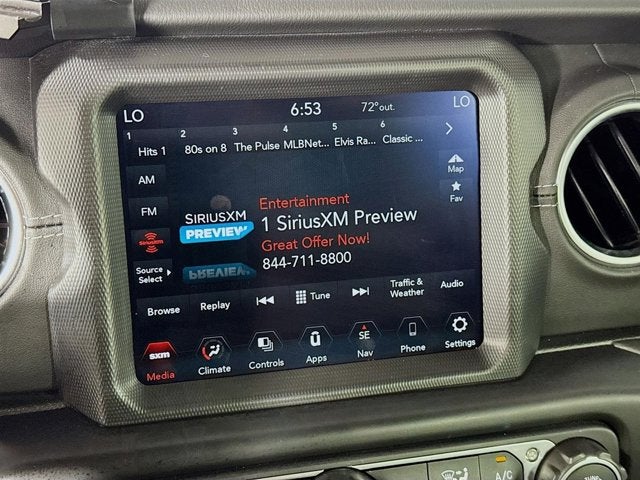 LO 6:53 72°out. LO
1 2 3 4 5 6
Hits 1 80s on 8 The Pulse MLBNet... Elvis Ra... Classic ...
AM
FM
SiriusXM
Source Select
Map
Fav
SIRIUSXM
PREVIEW
Entertainment
1 SiriusXM Preview
Great Offer Now!
844-711-8800
Browse Replay Tune Traffic & Weather Audio
sxm SE
Media Climate Controls Apps Nav Phone Settings
A/C
TUNE